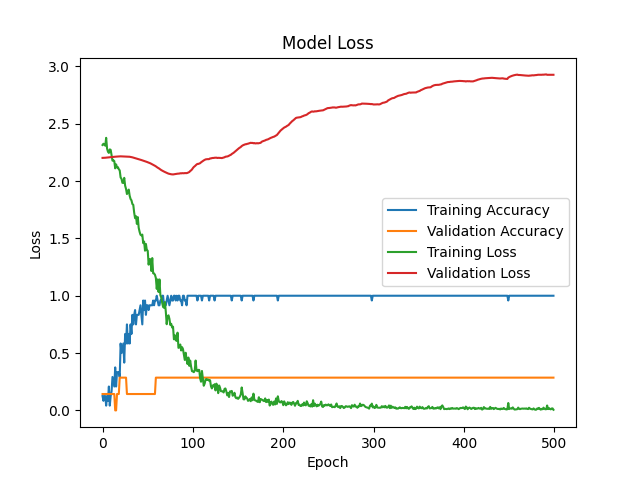 Model Loss
3.0
2.5
2.0
1.5
1.0
0.5
0.0
Loss
Training Accuracy
Validation Accuracy
Training Loss
Validation Loss
0 100 200 300 400 500
Epoch